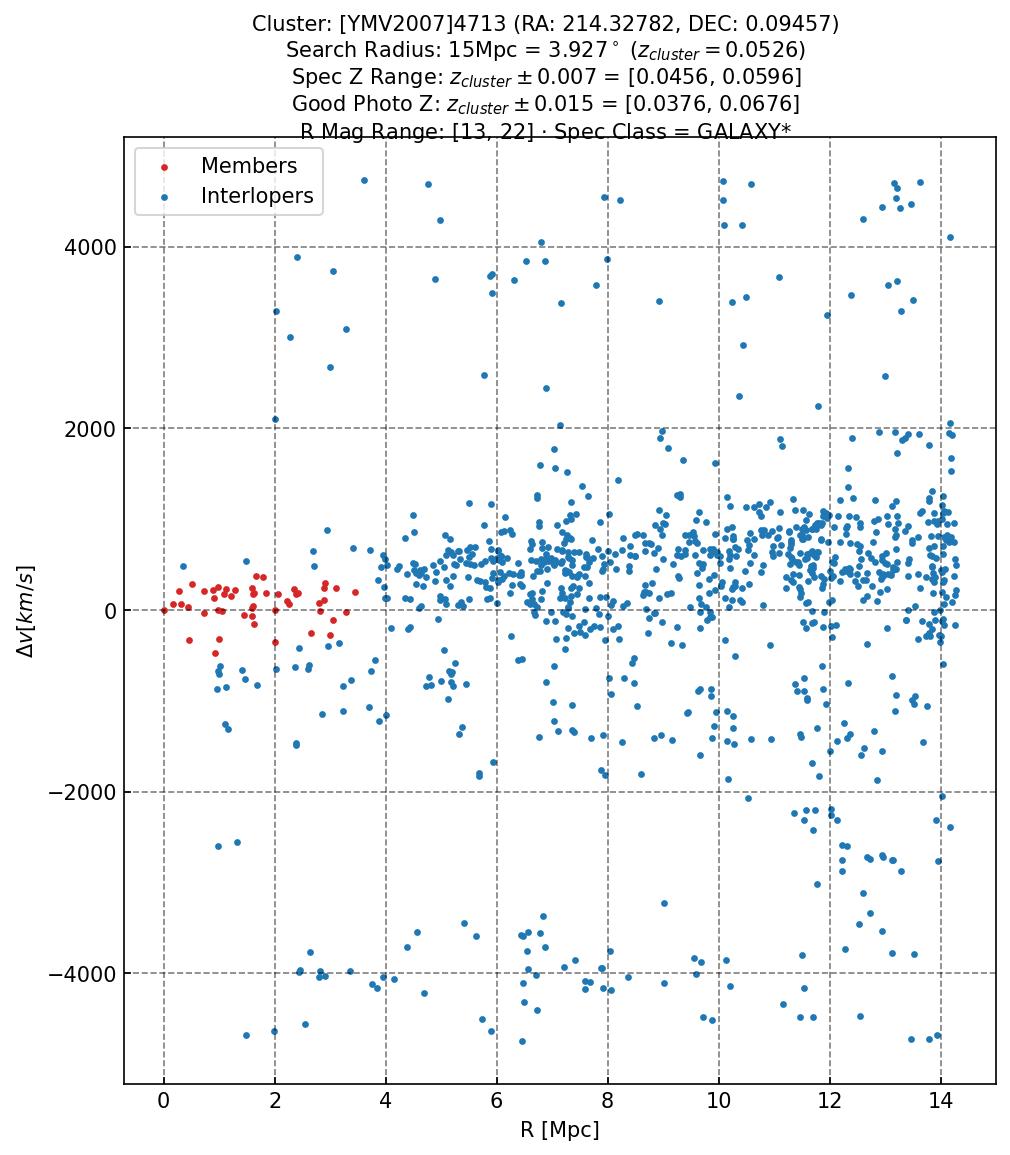 Cluster: [YMV2007]4713 (RA: 214.32782, DEC: 0.09457)
Search Radius: 15Mpc = 3.927° (z_cluster = 0.0526)
Spec Z Range: z_cluster ± 0.007 = [0.0456, 0.0596]
Good Photo Z: z_cluster ± 0.015 = [0.0376, 0.0676]
R Mag Range: [13, 22] · Spec Class = GALAXY*
Members
Interlopers
4000
2000
0
−2000
−4000
Δv[km/s]
0 2 4 6 8 10 12 14
R [Mpc]